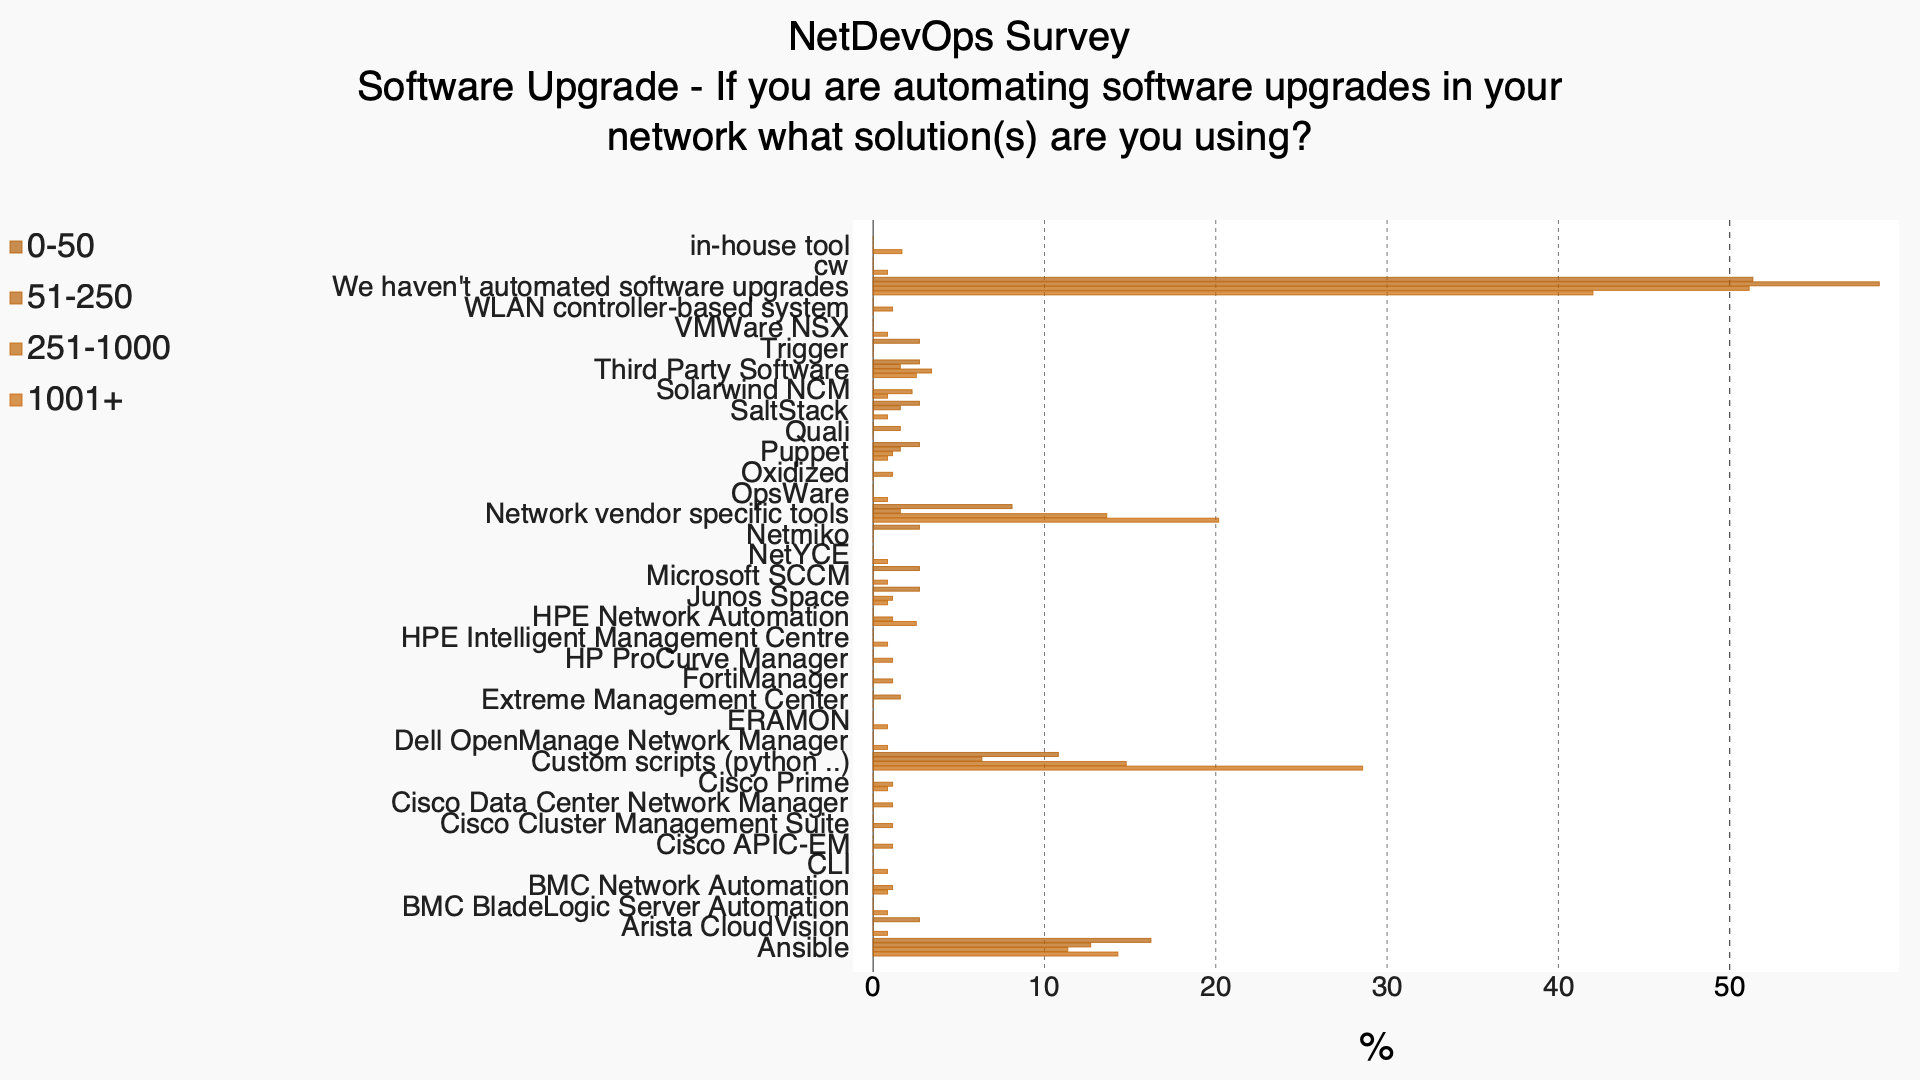 NetDevOps Survey
Software Upgrade - If you are automating software upgrades in your
network what solution(s) are you using?
0-50
51-250
251-1000
1001+
in-house tool
cw
We haven't automated software upgrades
WLAN controller-based system
VMWare NSX
Trigger
Third Party Software
Solarwind NCM
SaltStack
Quali
Puppet
Oxidized
OpsWare
Network vendor specific tools
Netmiko
NetYCE
Microsoft SCCM
Junos Space
HPE Network Automation
HPE Intelligent Management Centre
HP ProCurve Manager
FortiManager
Extreme Management Center
ERAMON
Dell OpenManage Network Manager
Custom scripts (python ..)
Cisco Prime
Cisco Data Center Network Manager
Cisco Cluster Management Suite
Cisco APIC-EM
CLI
BMC Network Automation
BMC BladeLogic Server Automation
Arista CloudVision
Ansible
0 10 20 30 40 50
%